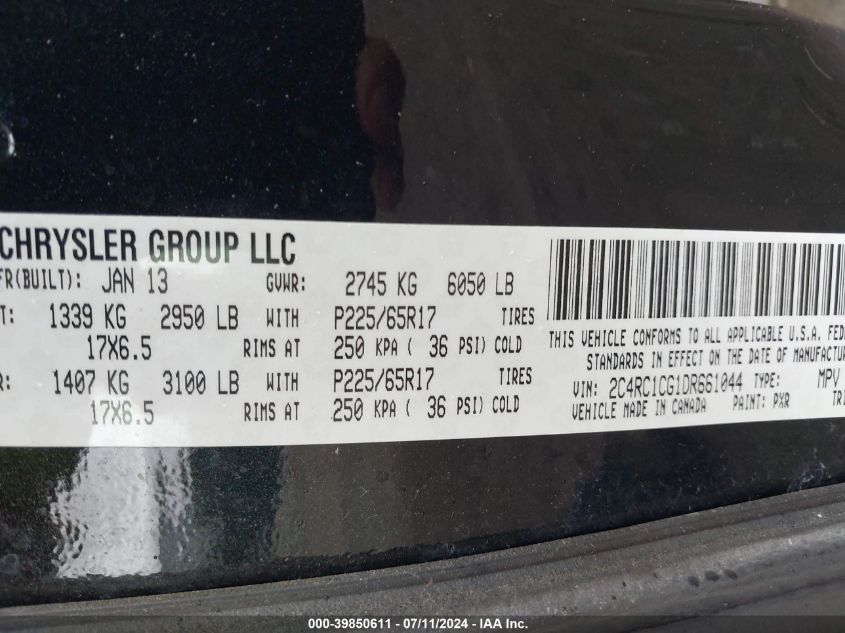 CHRYSLER GROUP LLC
FR(BUILT): JAN 13 GVWR: 2745 KG 6050 LB
T: 1339 KG 2950 LB WITH P225/65R17 TIRES
17X6.5 RIMS AT 250 KPA ( 36 PSI) COLD
R: 1407 KG 3100 LB WITH P225/65R17 TIRES
17X6.5 RIMS AT 250 KPA ( 36 PSI) COLD
THIS VEHICLE CONFORMS TO ALL APPLICABLE U.S.A. FEDE
STANDARDS IN EFFECT ON THE DATE OF MANUFACTUR
VIN: 2C4RC1CG1DR661044 TYPE: MPV
VEHICLE MADE IN CANADA PAINT: PXR TRI
000-39850611 - 07/11/2024 - IAA Inc.